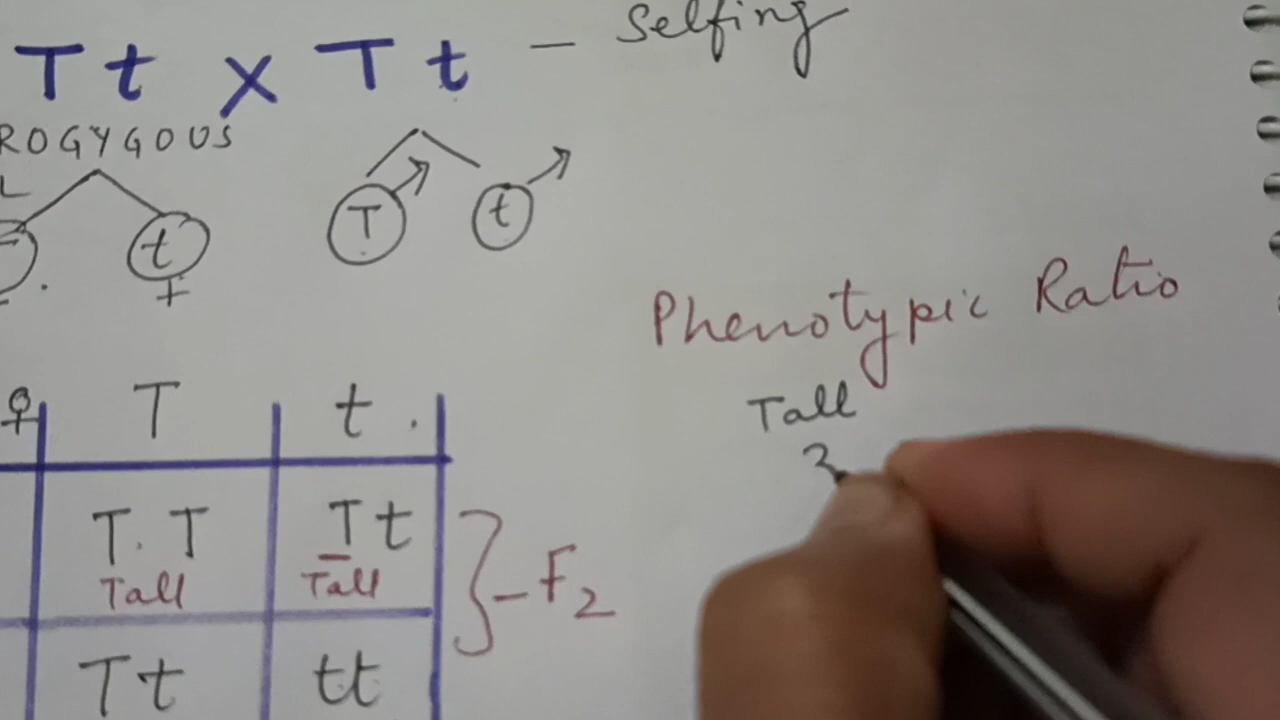 Tt x Tt - Selfing
ROGYGOUS
L
T t
t
Phenotypic Ratio
♀ T t
Tall
3
T.T Tt
Tall Tall
} - F2
Tt tt